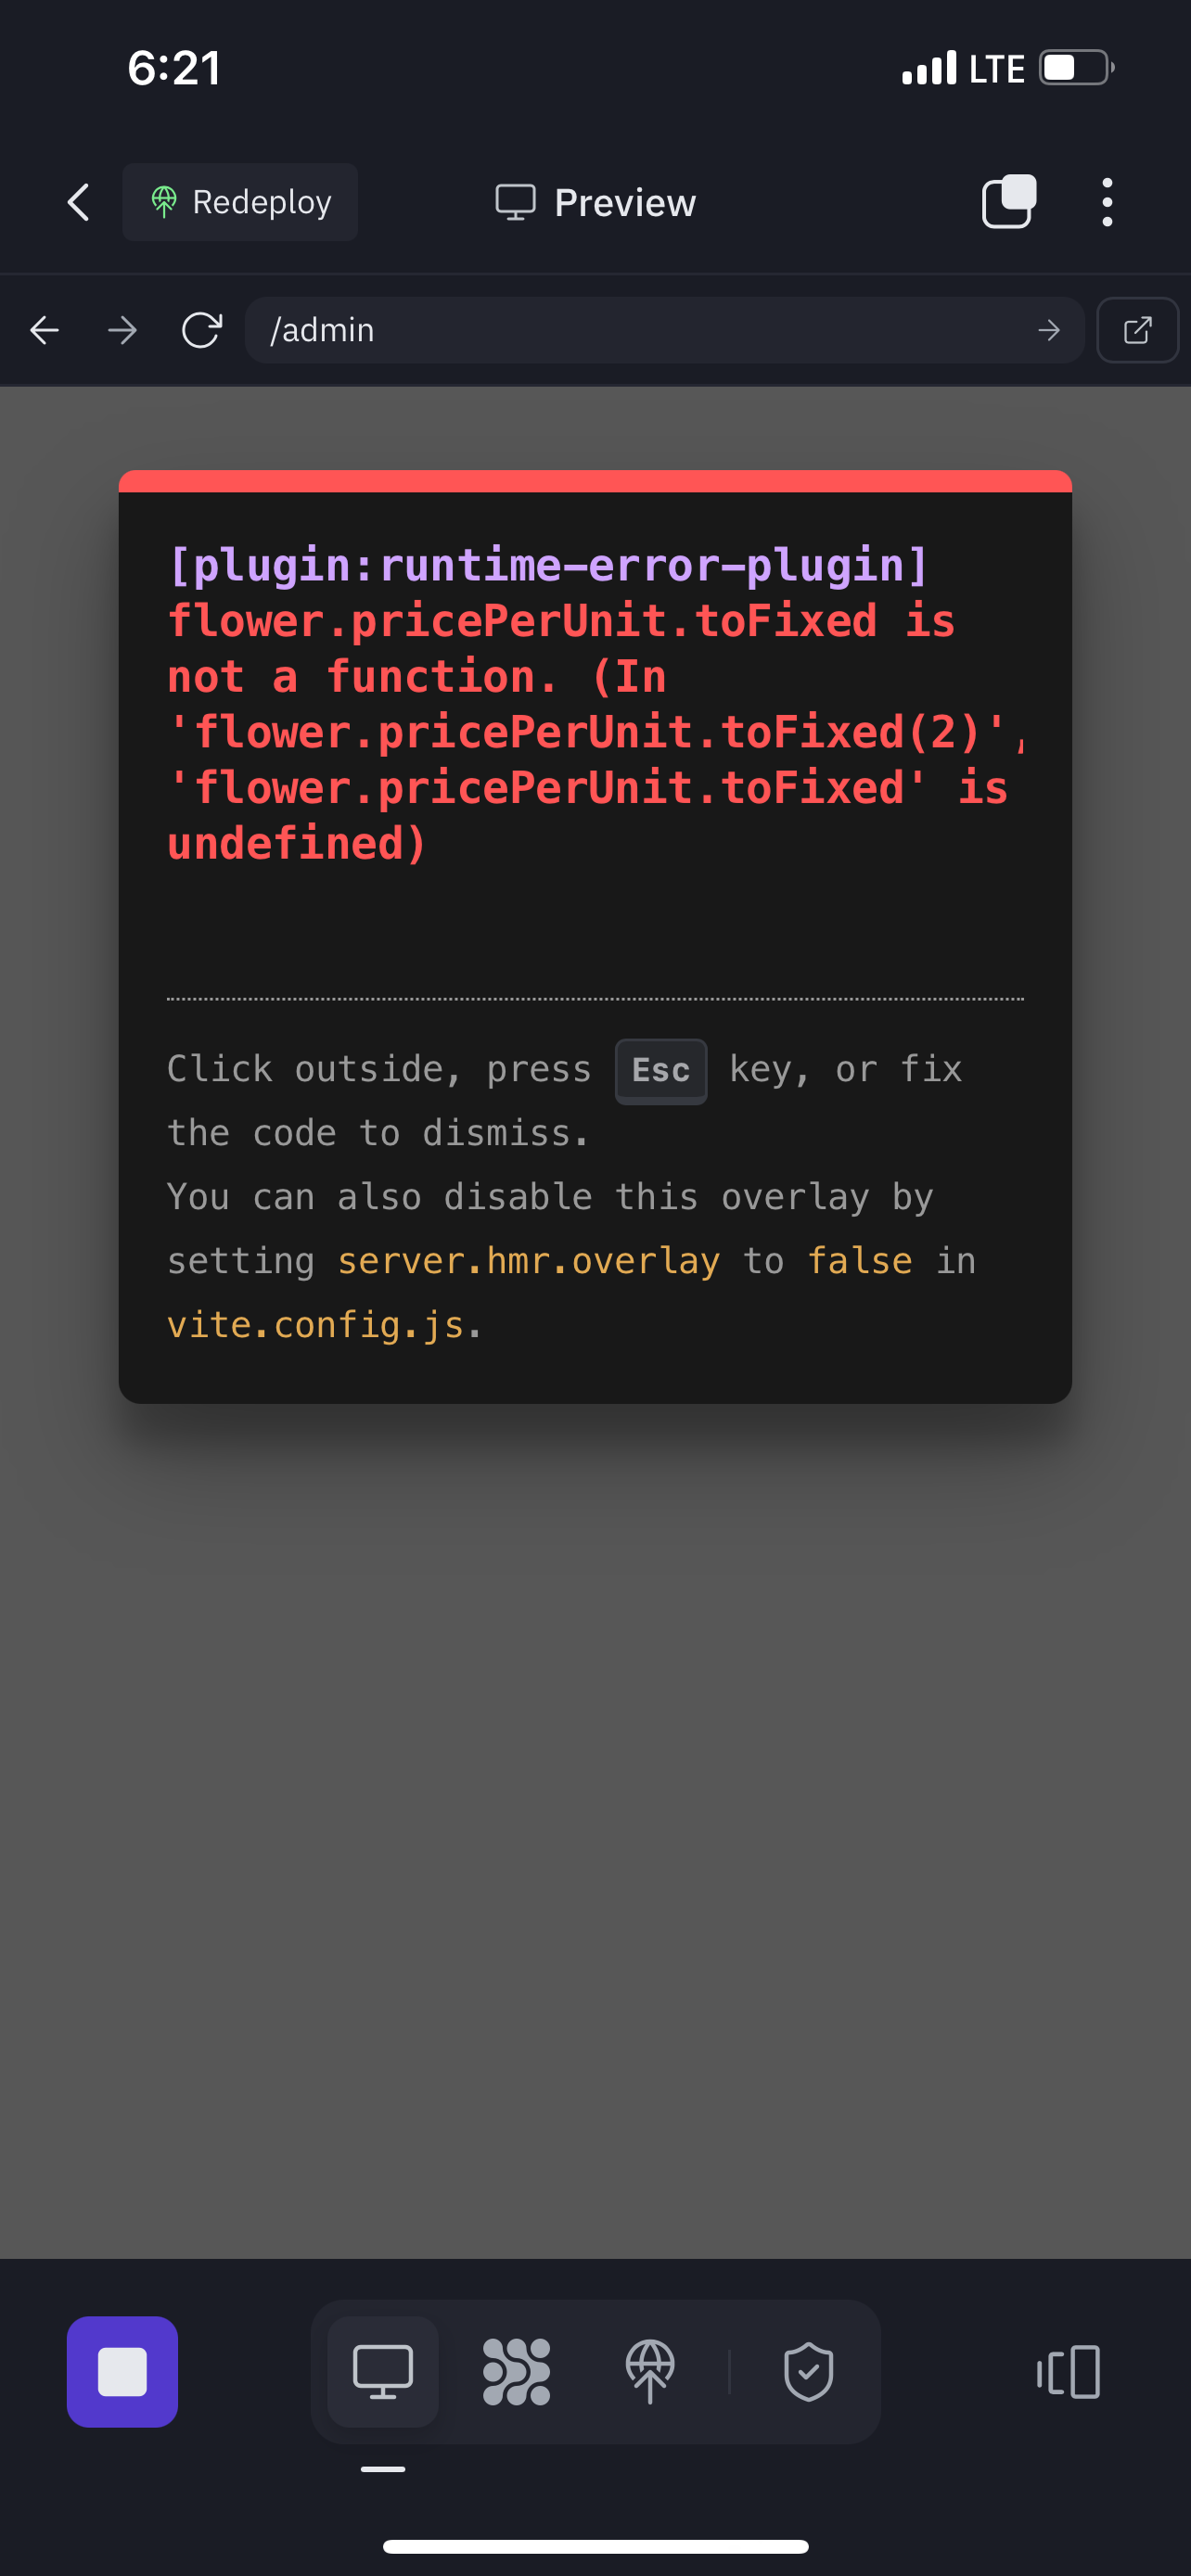 6:21
LTE
Redeploy
Preview
/admin
[plugin:runtime-error-plugin]
flower.pricePerUnit.toFixed is
not a function. (In
'flower.pricePerUnit.toFixed(2)',
'flower.pricePerUnit.toFixed' is
undefined)
Click outside, press Esc key, or fix
the code to dismiss.
You can also disable this overlay by
setting server.hmr.overlay to false in
vite.config.js.